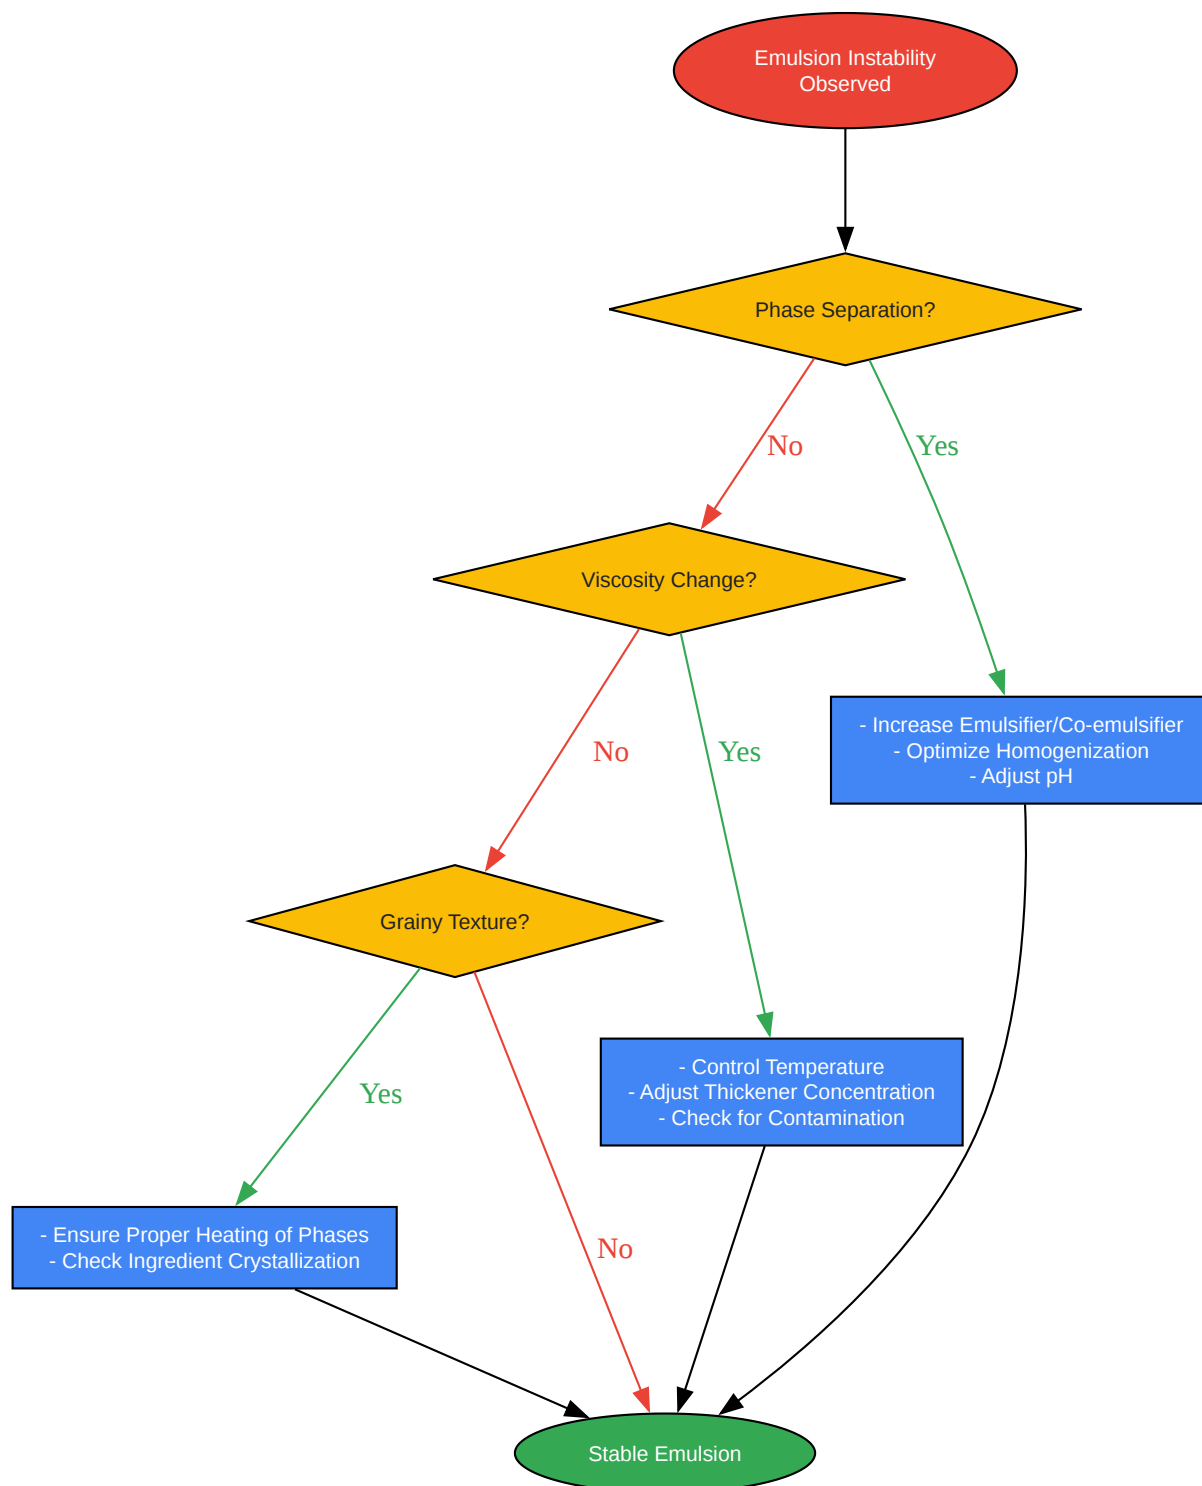 Emulsion Instability
Observed
Phase Separation?
No
Yes
Viscosity Change?
- Increase Emulsifier/Co-emulsifier
- Optimize Homogenization
- Adjust pH
No
Yes
Grainy Texture?
- Control Temperature
- Adjust Thickener Concentration
- Check for Contamination
Yes
- Ensure Proper Heating of Phases
- Check Ingredient Crystallization
No
Stable Emulsion